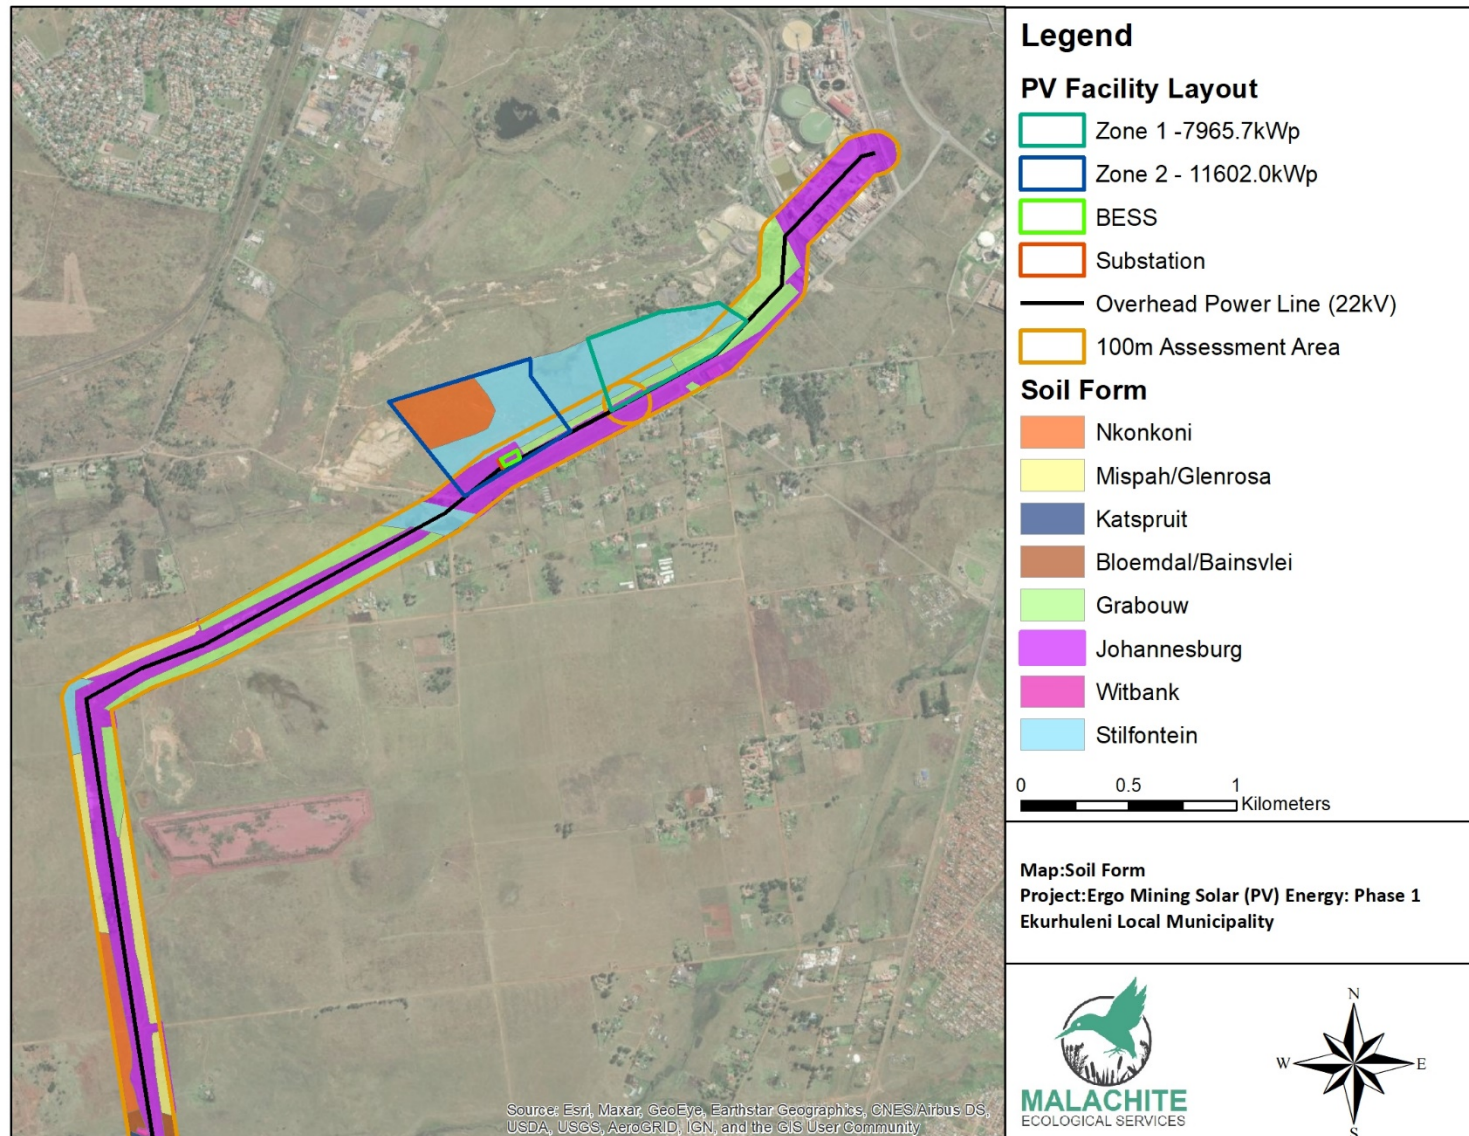 Legend
PV Facility Layout
Zone 1 -7965.7kWp
Zone 2 - 11602.0kWp
BESS
Substation
Overhead Power Line (22kV)
100m Assessment Area
Soil Form
Nkonkoni
Mispah/Glenrosa
Katspruit
Bloemdal/Bainsvlei
Grabouw
Johannesburg
Witbank
Stilfontein
0 0.5 1
Kilometers
Map:Soil Form
Project:Ergo Mining Solar (PV) Energy: Phase 1
Ekurhuleni Local Municipality
MALACHITE
ECOLOGICAL SERVICES
N
W E
S
Source: Esri, Maxar, GeoEye, Earthstar Geographics, CNES/Airbus DS,
USDA, USGS, AeroGRID, IGN, and the GIS User Community